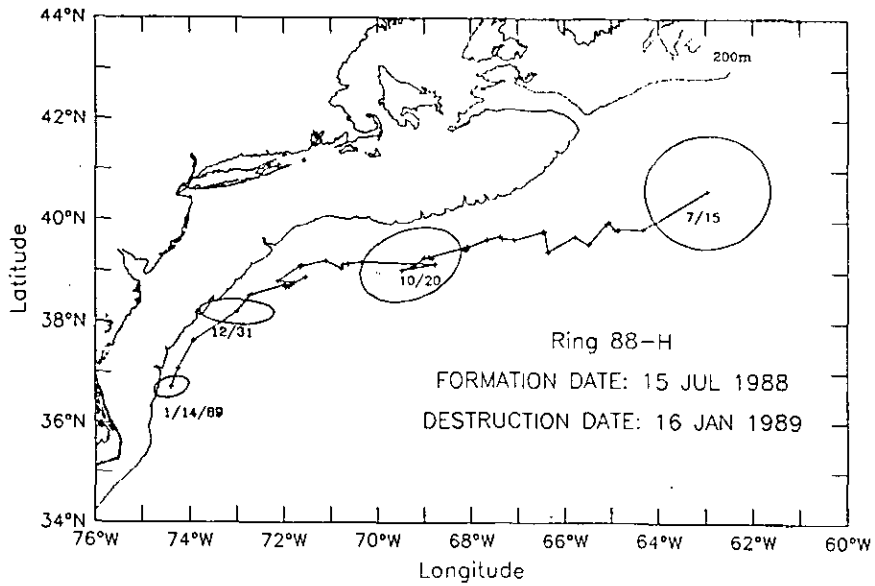 44°N
42°N
40°N
38°N
36°N
34°N
Latitude
200m
7/15
10/20
12/31
1/14/89
Ring 88-H
FORMATION DATE: 15 JUL 1988
DESTRUCTION DATE: 16 JAN 1989
76°W 74°W 72°W 70°W 68°W 66°W 64°W 62°W 60°W
Longitude